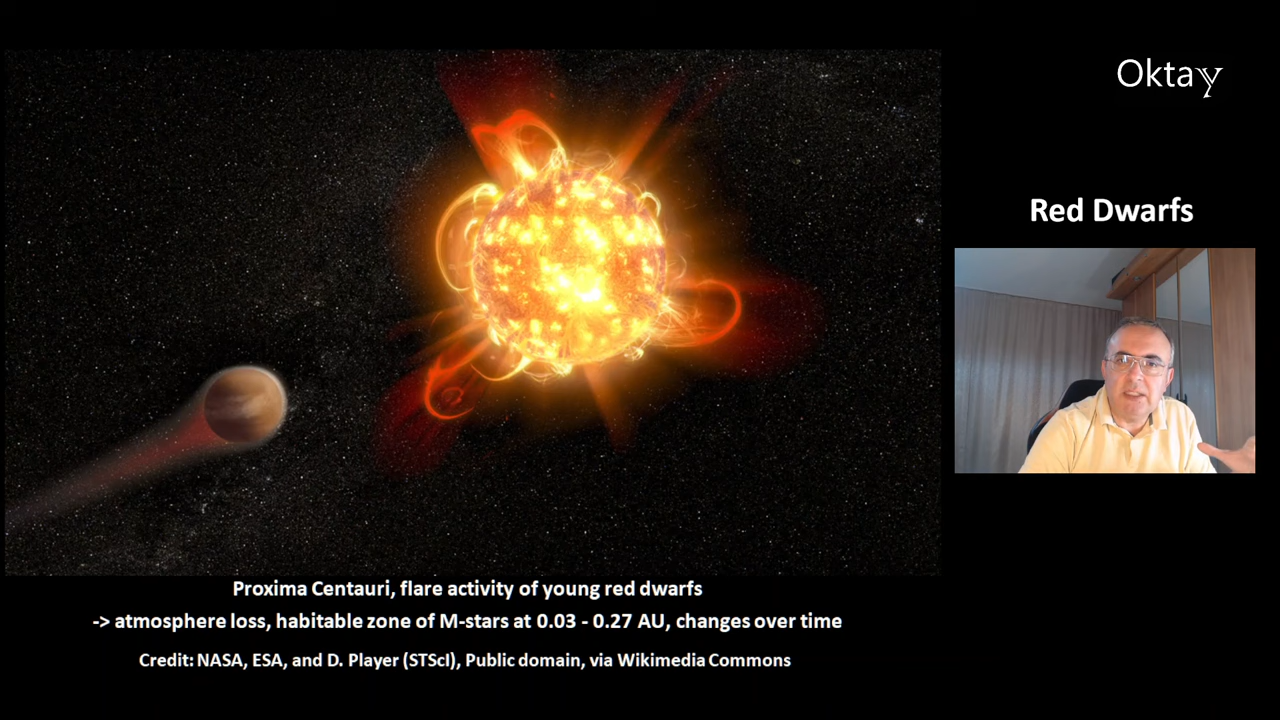 Oktay
Red Dwarfs
Proxima Centauri, flare activity of young red dwarfs
-> atmosphere loss, habitable zone of M-stars at 0.03 - 0.27 AU, changes over time
Credit: NASA, ESA, and D. Player (STScI), Public domain, via Wikimedia Commons